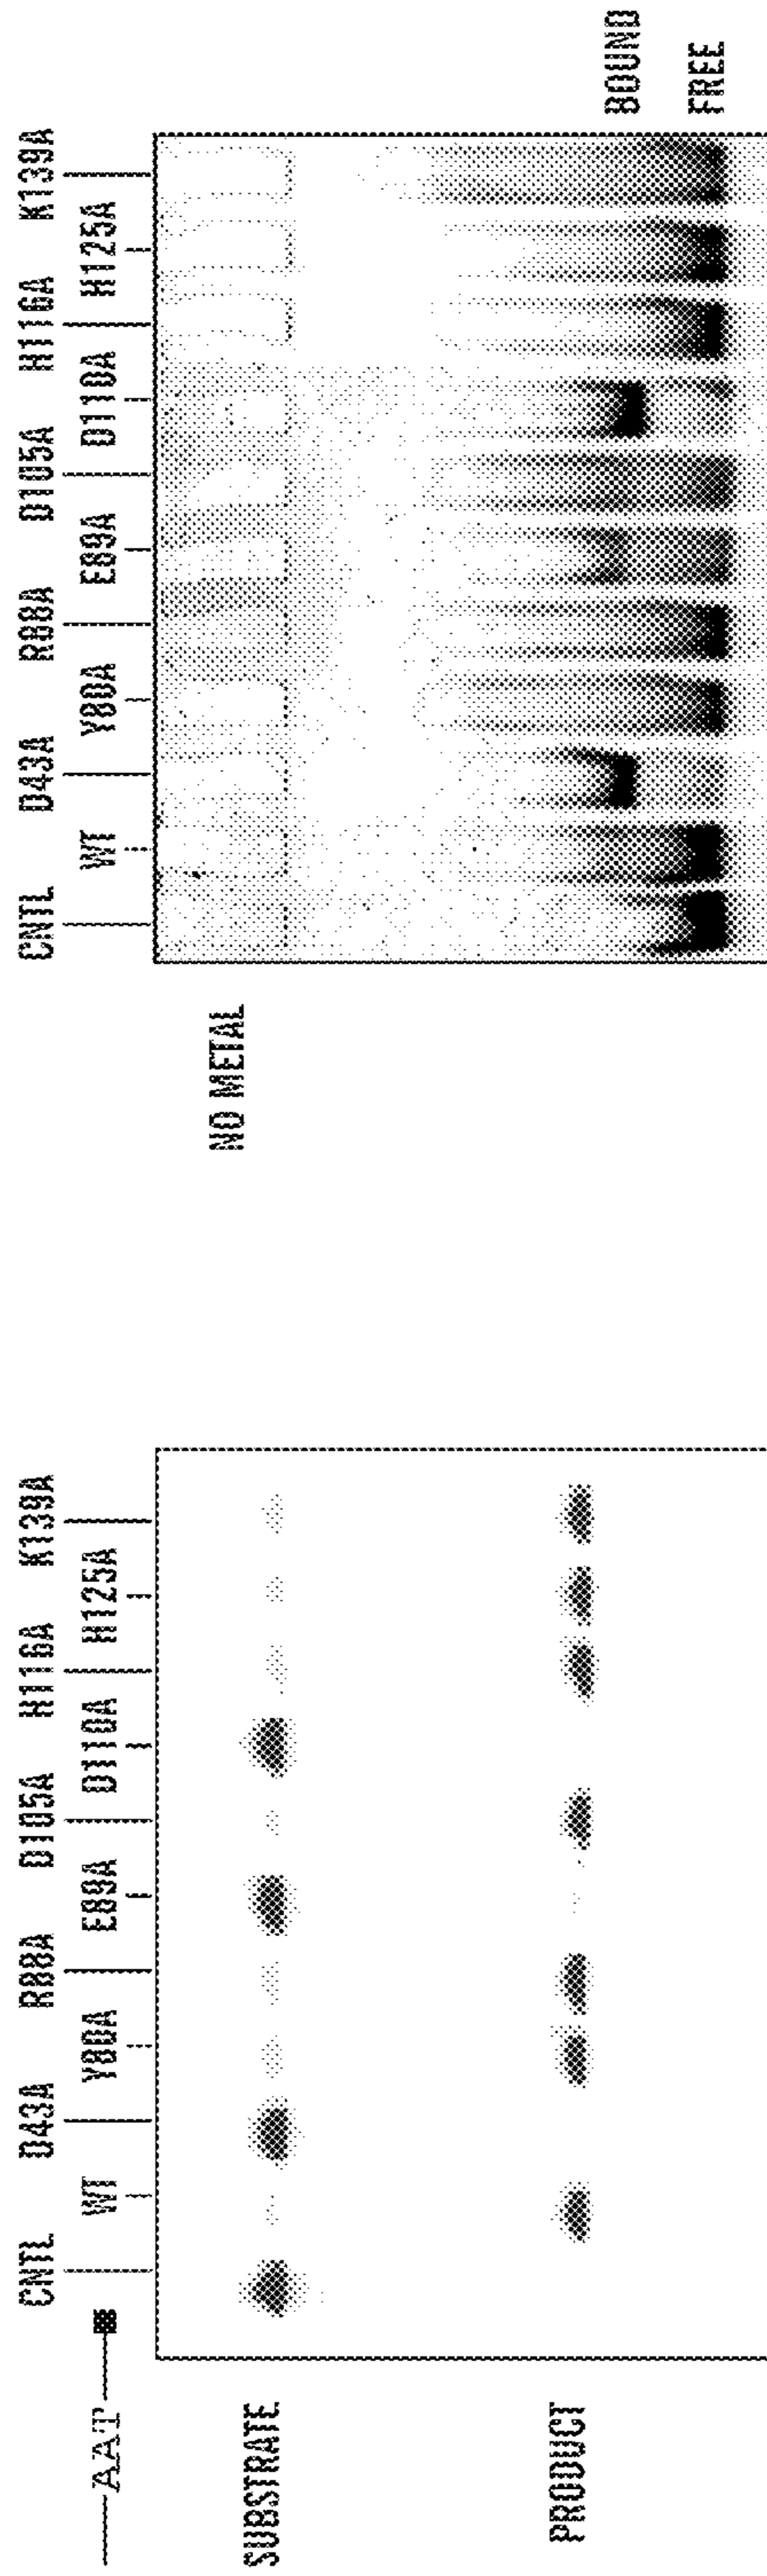 CNTL D43A R88A D105A H116A K139A
AAT WT Y80A E89A D110A H125A
SUBSTRATE
PRODUCT
CNTL D43A R88A D105A H116A K139A
WT Y80A E89A D110A H125A
NO METAL
BOUND
FREE